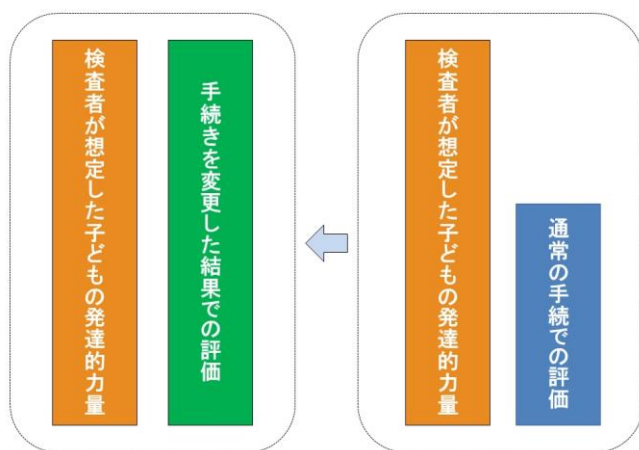 検査者が想定した子どもの発達的力量
手続きを変更した結果での評価
検査者が想定した子どもの発達的力量
通常の手続での評価